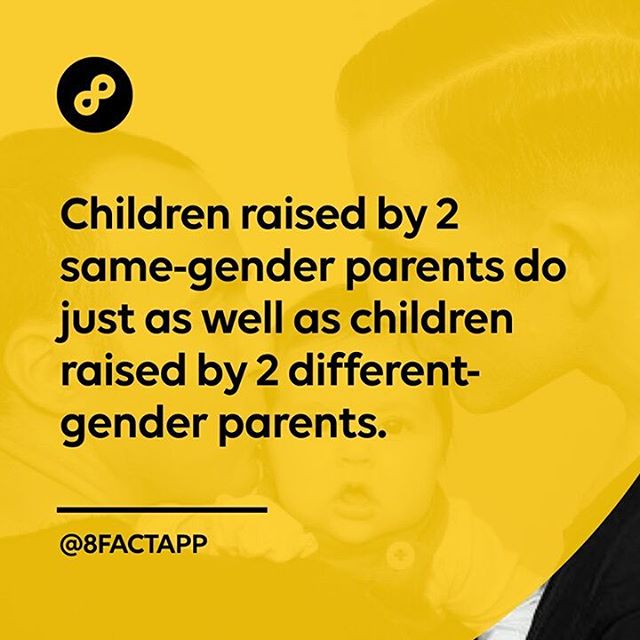 Children raised by 2
same-gender parents do
just as well as children
raised by 2 different-
gender parents.
@8FACTAPP